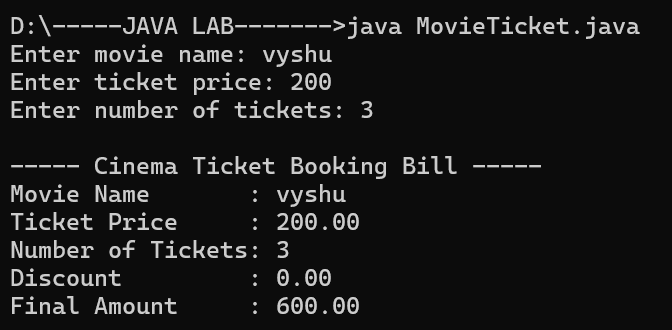 D:\-----JAVA LAB------->java MovieTicket.java
Enter movie name: vyshu
Enter ticket price: 200
Enter number of tickets: 3

----- Cinema Ticket Booking Bill -----
Movie Name       : vyshu
Ticket Price     : 200.00
Number of Tickets: 3
Discount         : 0.00
Final Amount     : 600.00